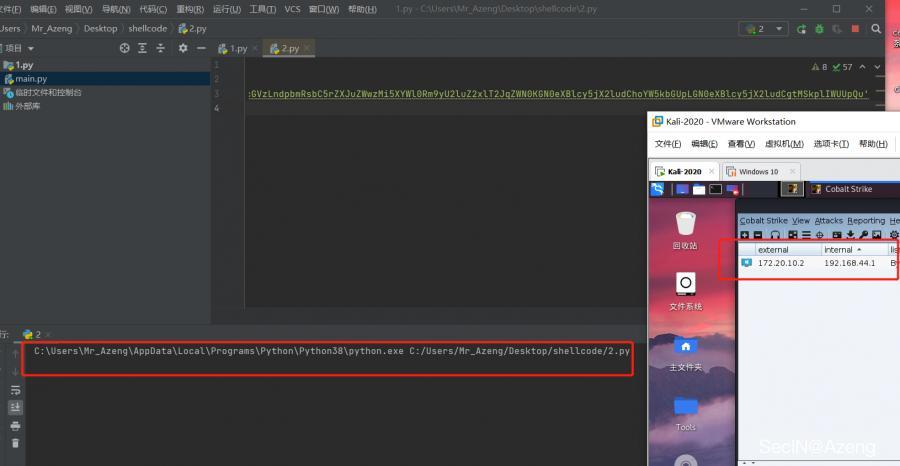 文件(F) 编辑(E) 视图(V) 导航(N) 代码(C) 重构(R) 运行(U) 工具(T) VCS 窗口(W) 帮助(H) 1.py - C:\Users\Mr_Azeng\Desktop\shellcode\2.py
Users Mr_Azeng Desktop shellcode 2.py
2
项目
1.py
2.py
1.py
main.py
临时文件和控制台
外部库
1
2
3
4
8 57
:GVzLndpbmRsbC5rZXJuZWwzMi5XYWl0Rm9yU2luZ2xlT2JqZWN0KGN0eXBlcy5jX2ludChoYW5kbGUpLGN0eXBlcy5jX2ludCgtMSkplIWUUpQu'
行: 2
C:\Users\Mr_Azeng\AppData\Local\Programs\Python\Python38\python.exe C:/Users/Mr_Azeng/Desktop/shellcode/2.py
Kali-2020 - VMware Workstation
文件(F) 编辑(E) 查看(V) 虚拟机(M) 选项卡(T) 帮助(H)
Kali-2020
Windows 10
Cobalt Strike
回收站
文件系统
主文件夹
Tools
Cobalt Strike View Attacks Reporting He
external internal lis
172.20.10.2 192.168.44.1
SecIN@Azeng